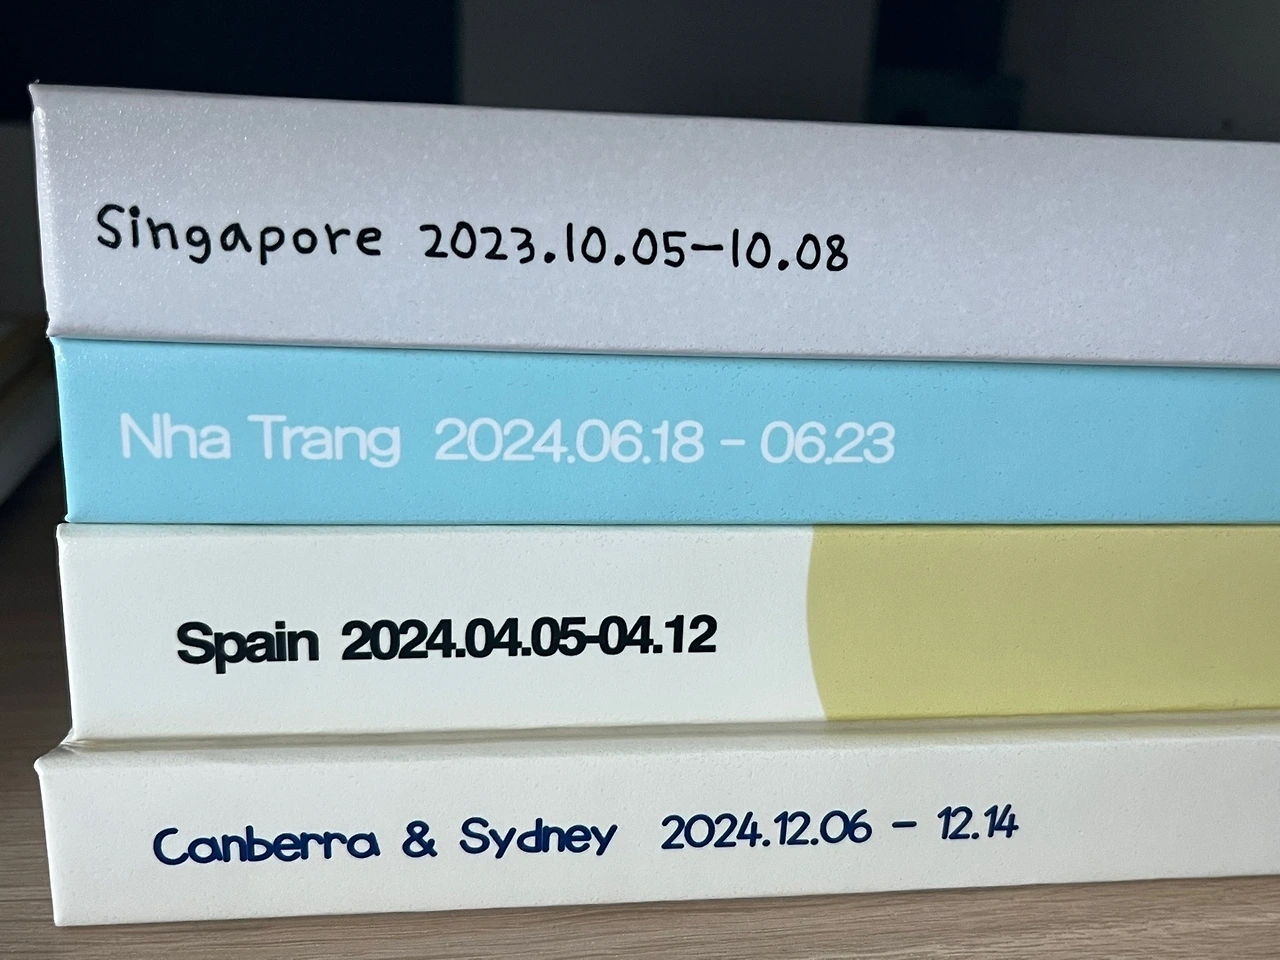 Singapore 2023.10.05-10.08
Nha Trang 2024.06.18 - 06.23
Spain 2024.04.05-04.12
Canberra & Sydney 2024.12.06 - 12.14